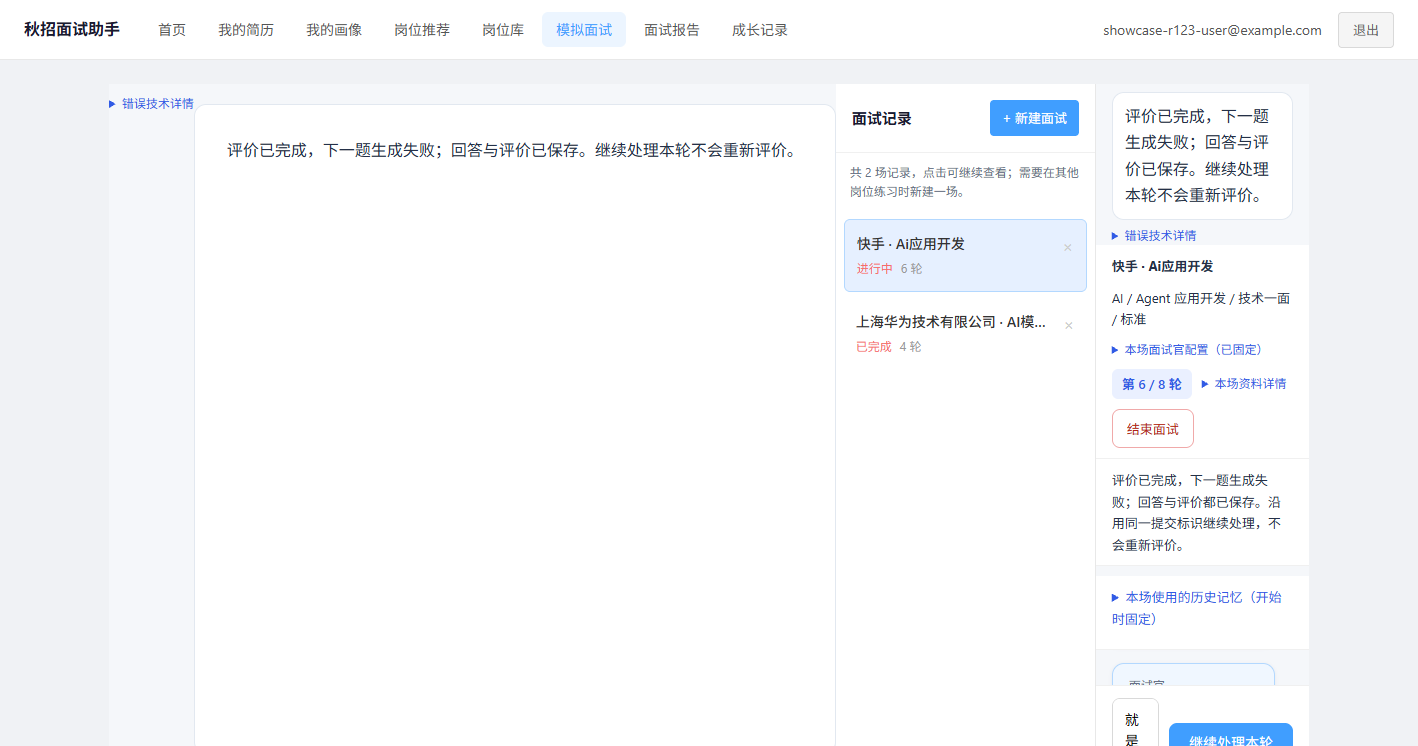 秋招面试助手
首页
我的简历
我的画像
岗位推荐
岗位库
模拟面试
面试报告
成长记录
showcase-r123-user@example.com
退出
▶ 错误技术详情
评价已完成，下一题生成失败；回答与评价已保存。继续处理本轮不会重新评价。
面试记录
+ 新建面试
共 2 场记录，点击可继续查看；需要在其他
岗位练习时新建一场。
快手 · Ai应用开发
×
进行中 6 轮
上海华为技术有限公司 · AI模...
×
已完成 4 轮
评价已完成，下一题
生成失败；回答与评
价已保存。继续处理
本轮不会重新评价。
▶ 错误技术详情
快手 · Ai应用开发
AI / Agent 应用开发 / 技术一面
/ 标准
▶ 本场面试官配置（已固定）
第 6 / 8 轮
▶ 本场资料详情
结束面试
评价已完成，下一题生成失
败；回答与评价都已保存。沿
用同一提交标识继续处理，不
会重新评价。
▶ 本场使用的历史记忆（开始
时固定）
面试官
就
是
继续处理本轮